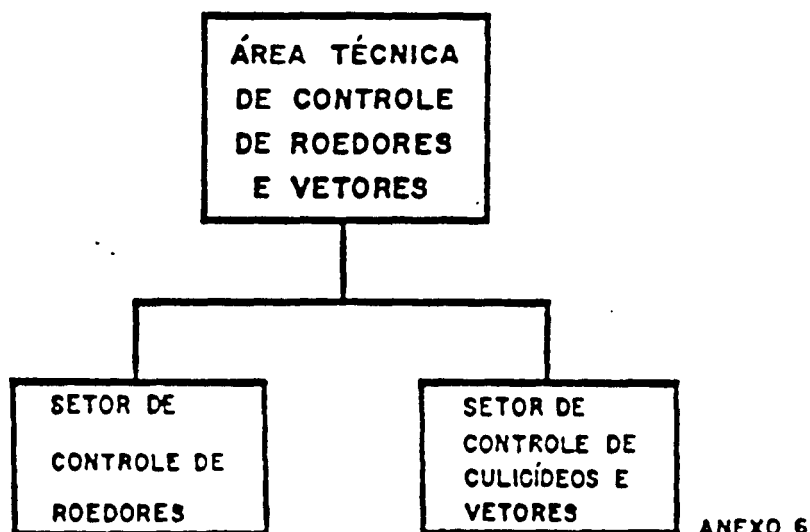 ÁREA TÉCNICA
DE CONTROLE
DE ROEDORES
E VETORES
SETOR DE
CONTROLE DE
ROEDORES
SETOR DE
CONTROLE DE
CULICÍDEOS E
VETORES
ANEXO 6